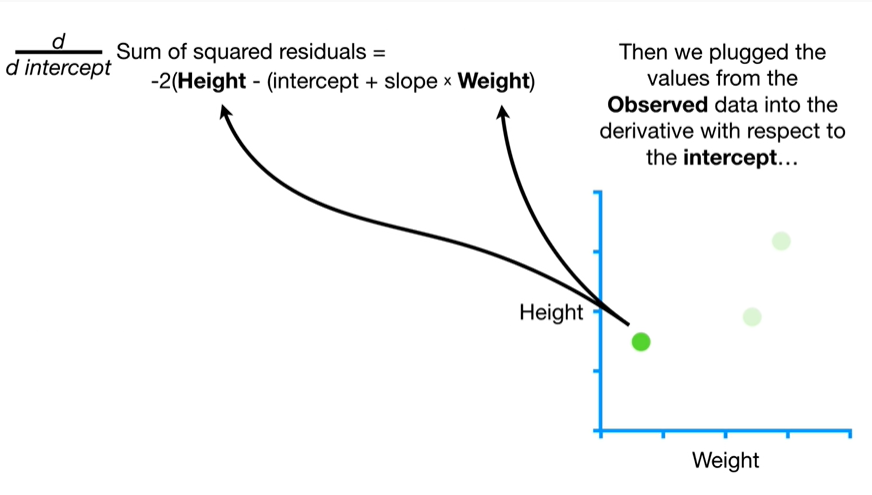 d
d intercept
Sum of squared residuals =
-2(Height - (intercept + slope × Weight)
Then we plugged the
values from the
Observed data into the
derivative with respect to
the intercept…
Height
Weight